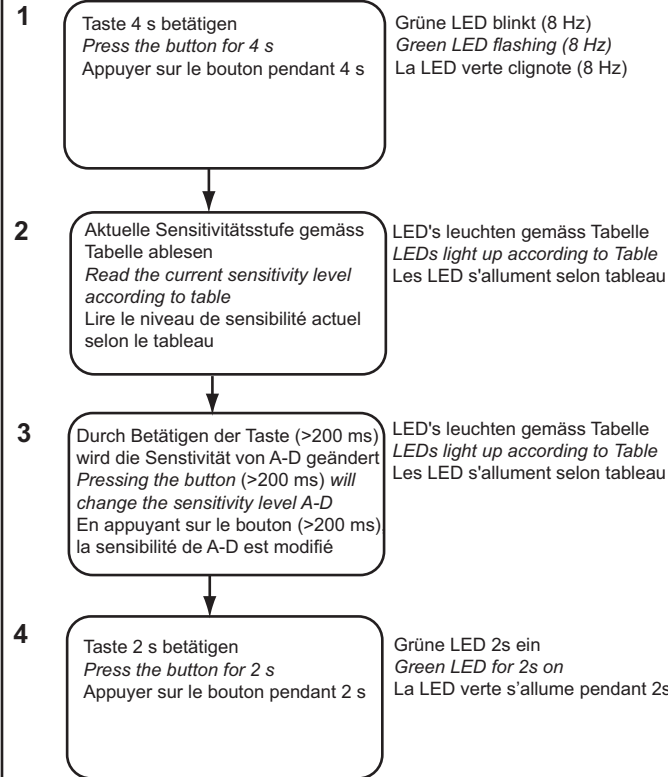 1
Taste 4 s betätigen
Press the button for 4 s
Appuyer sur le bouton pendant 4 s
Grüne LED blinkt (8 Hz)
Green LED flashing (8 Hz)
La LED verte clignote (8 Hz)
2
Aktuelle Sensitivitätsstufe gemäss
Tabelle ablesen
Read the current sensitivity level
according to table
Lire le niveau de sensibilité actuel
selon le tableau
LED's leuchten gemäss Tabelle
LEDs light up according to Table
Les LED s'allument selon tableau
3
Durch Betätigen der Taste (>200 ms)
wird die Senstivität von A-D geändert
Pressing the button (>200 ms) will
change the sensitivity level A-D
En appuyant sur le bouton (>200 ms),
la sensibilité de A-D est modifié
LED's leuchten gemäss Tabelle
LEDs light up according to Table
Les LED s'allument selon tableau
4
Taste 2 s betätigen
Press the button for 2 s
Appuyer sur le bouton pendant 2 s
Grüne LED 2s ein
Green LED for 2s on
La LED verte s’allume pendant 2s